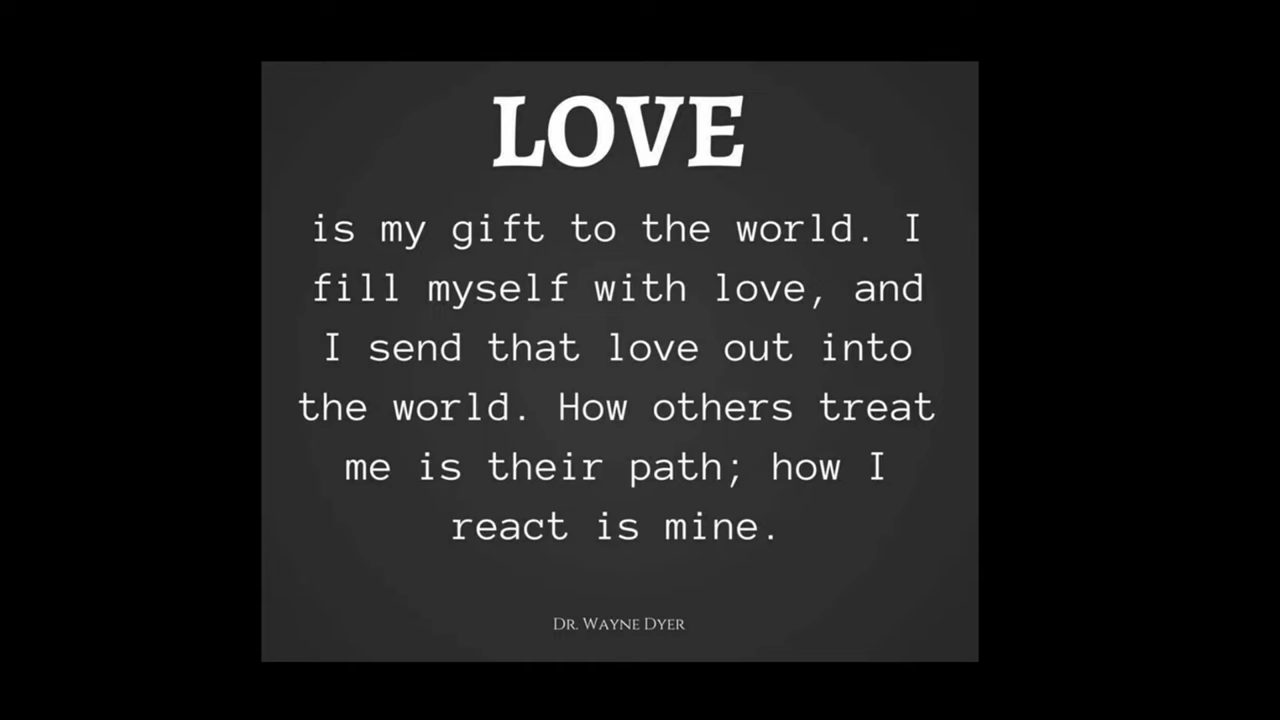 LOVE
is my gift to the world. I
fill myself with love, and
I send that love out into
the world. How others treat
me is their path; how I
react is mine.
DR. WAYNE DYER